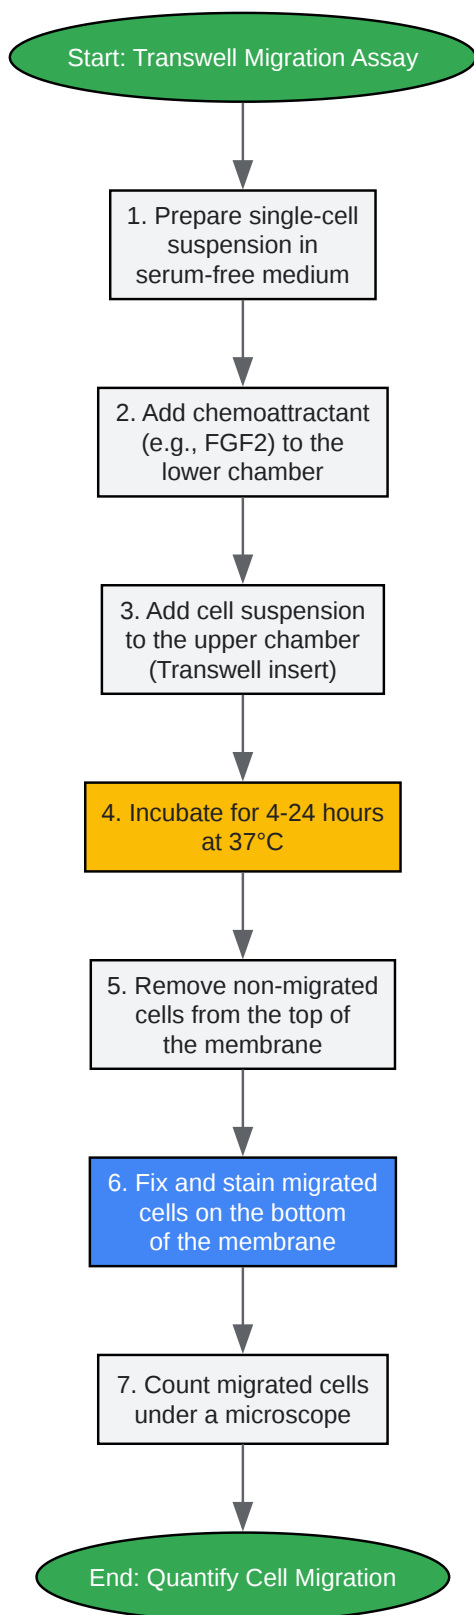 Start: Transwell Migration Assay
1. Prepare single-cell
suspension in
serum-free medium
2. Add chemoattractant
(e.g., FGF2) to the
lower chamber
3. Add cell suspension
to the upper chamber
(Transwell insert)
4. Incubate for 4-24 hours
at 37°C
5. Remove non-migrated
cells from the top of
the membrane
6. Fix and stain migrated
cells on the bottom
of the membrane
7. Count migrated cells
under a microscope
End: Quantify Cell Migration